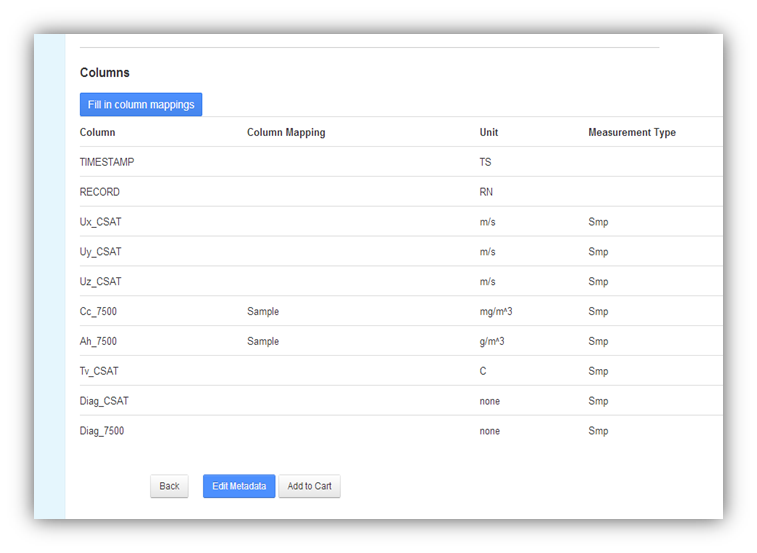 Columns
Fill in column mappings
Column Column Mapping Unit Measurement Type
TIMESTAMP TS
RECORD RN
Ux_CSAT m/s Smp
Uy_CSAT m/s Smp
Uz_CSAT m/s Smp
Cc_7500 Sample mg/m^3 Smp
Ah_7500 Sample g/m^3 Smp
Tv_CSAT C Smp
Diag_CSAT none Smp
Diag_7500 none Smp
Back Edit Metadata Add to Cart